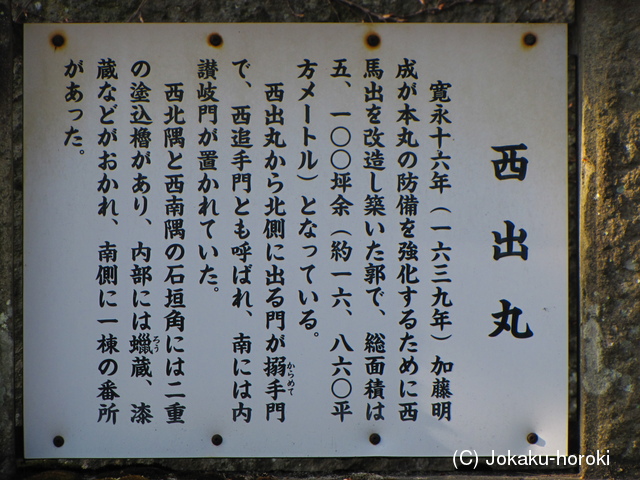 西出丸
寛永十六年（一六三九年）加藤明
成が本丸の防備を強化するために西
馬出を改造し築いた郭で、総面積は
五、一〇〇坪余（約一六、八六〇平
方メートル）となっている。
西出丸から北側に出る門が搦手門
からめて
で、西追手門とも呼ばれ、南には内
讃岐門が置かれていた。
西北隅と西南隅の石垣角には二重
の塗込櫓があり、内部には蠟蔵、漆
ろう
蔵などがおかれ、南側に一棟の番所
があった。
(C) Jokaku-horoki